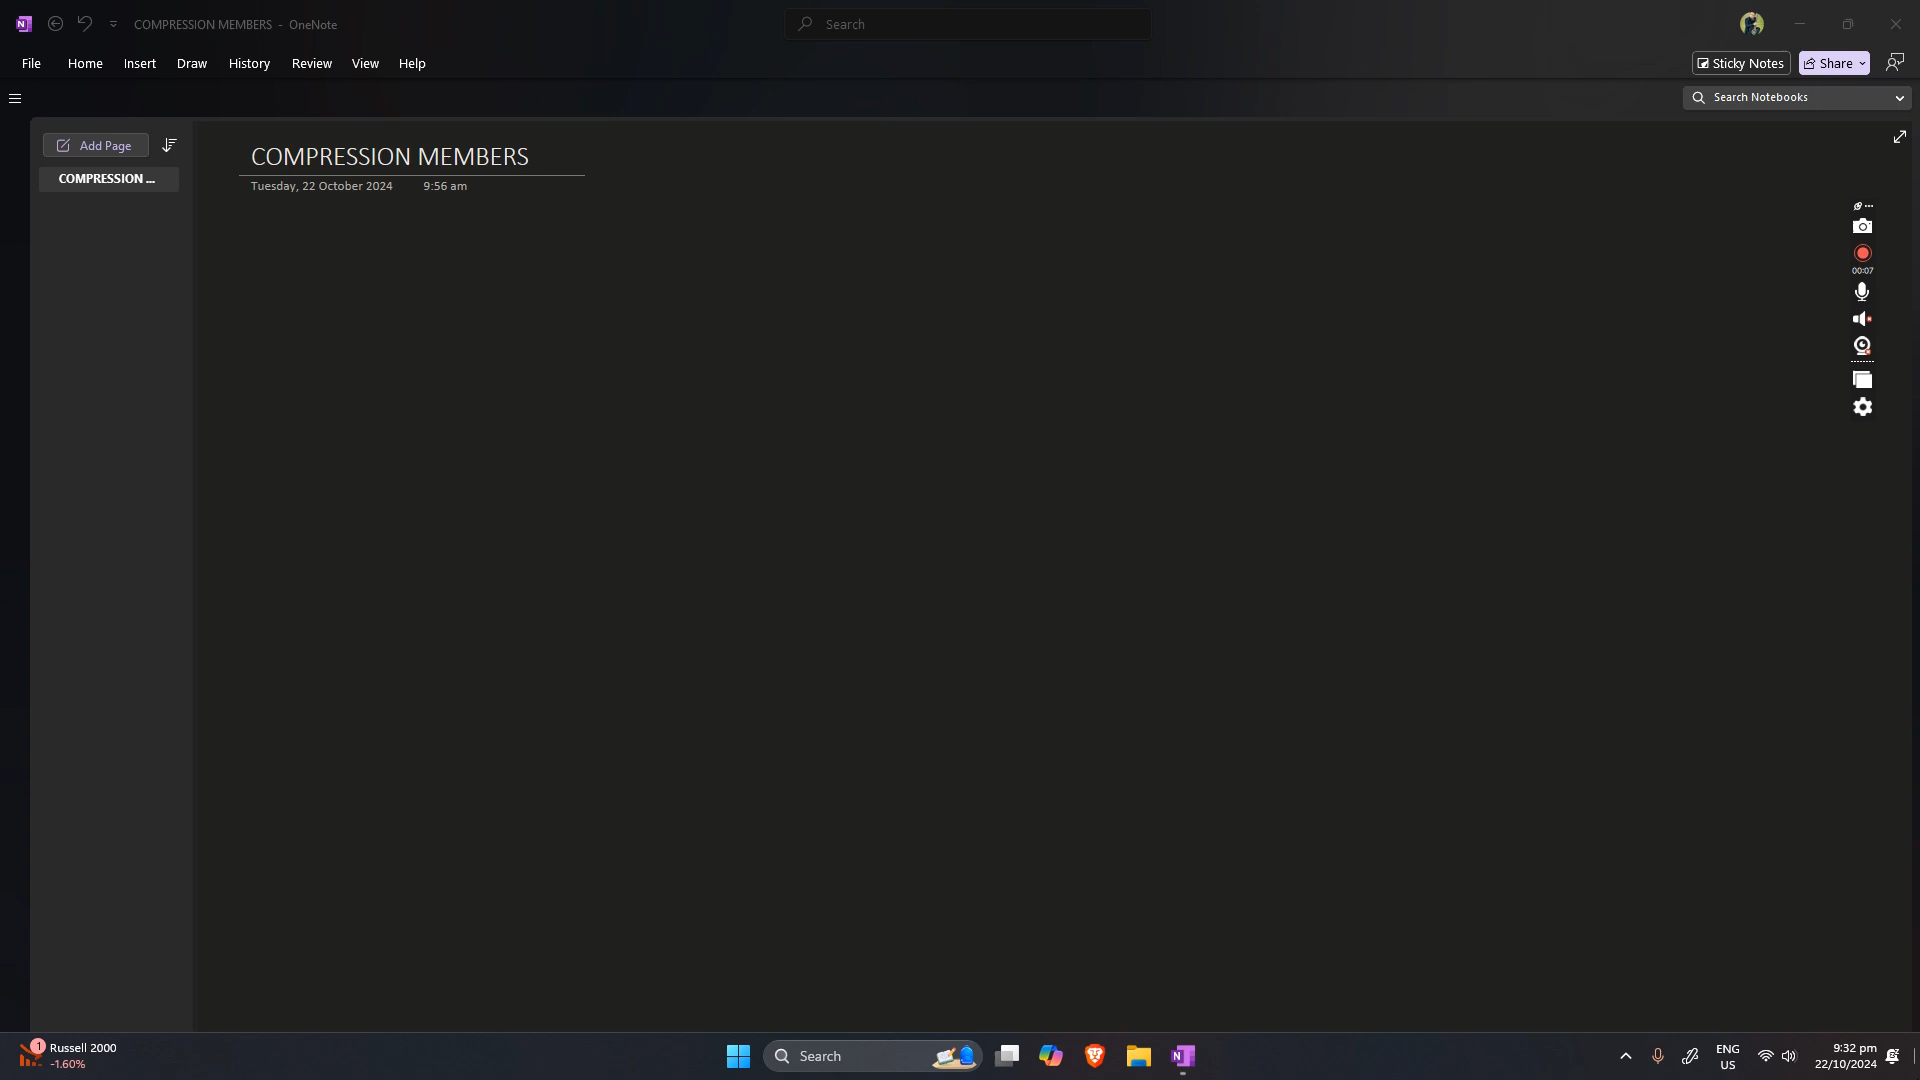 COMPRESSION MEMBERS - OneNote
Search
File Home Insert Draw History Review View Help
Sticky Notes Share
Search Notebooks
Add Page
COMPRESSION ...
COMPRESSION MEMBERS
Tuesday, 22 October 2024 9:56 am
00:07
1
Russell 2000
-1.60%
Search
ENG
US
9:32 pm
22/10/2024